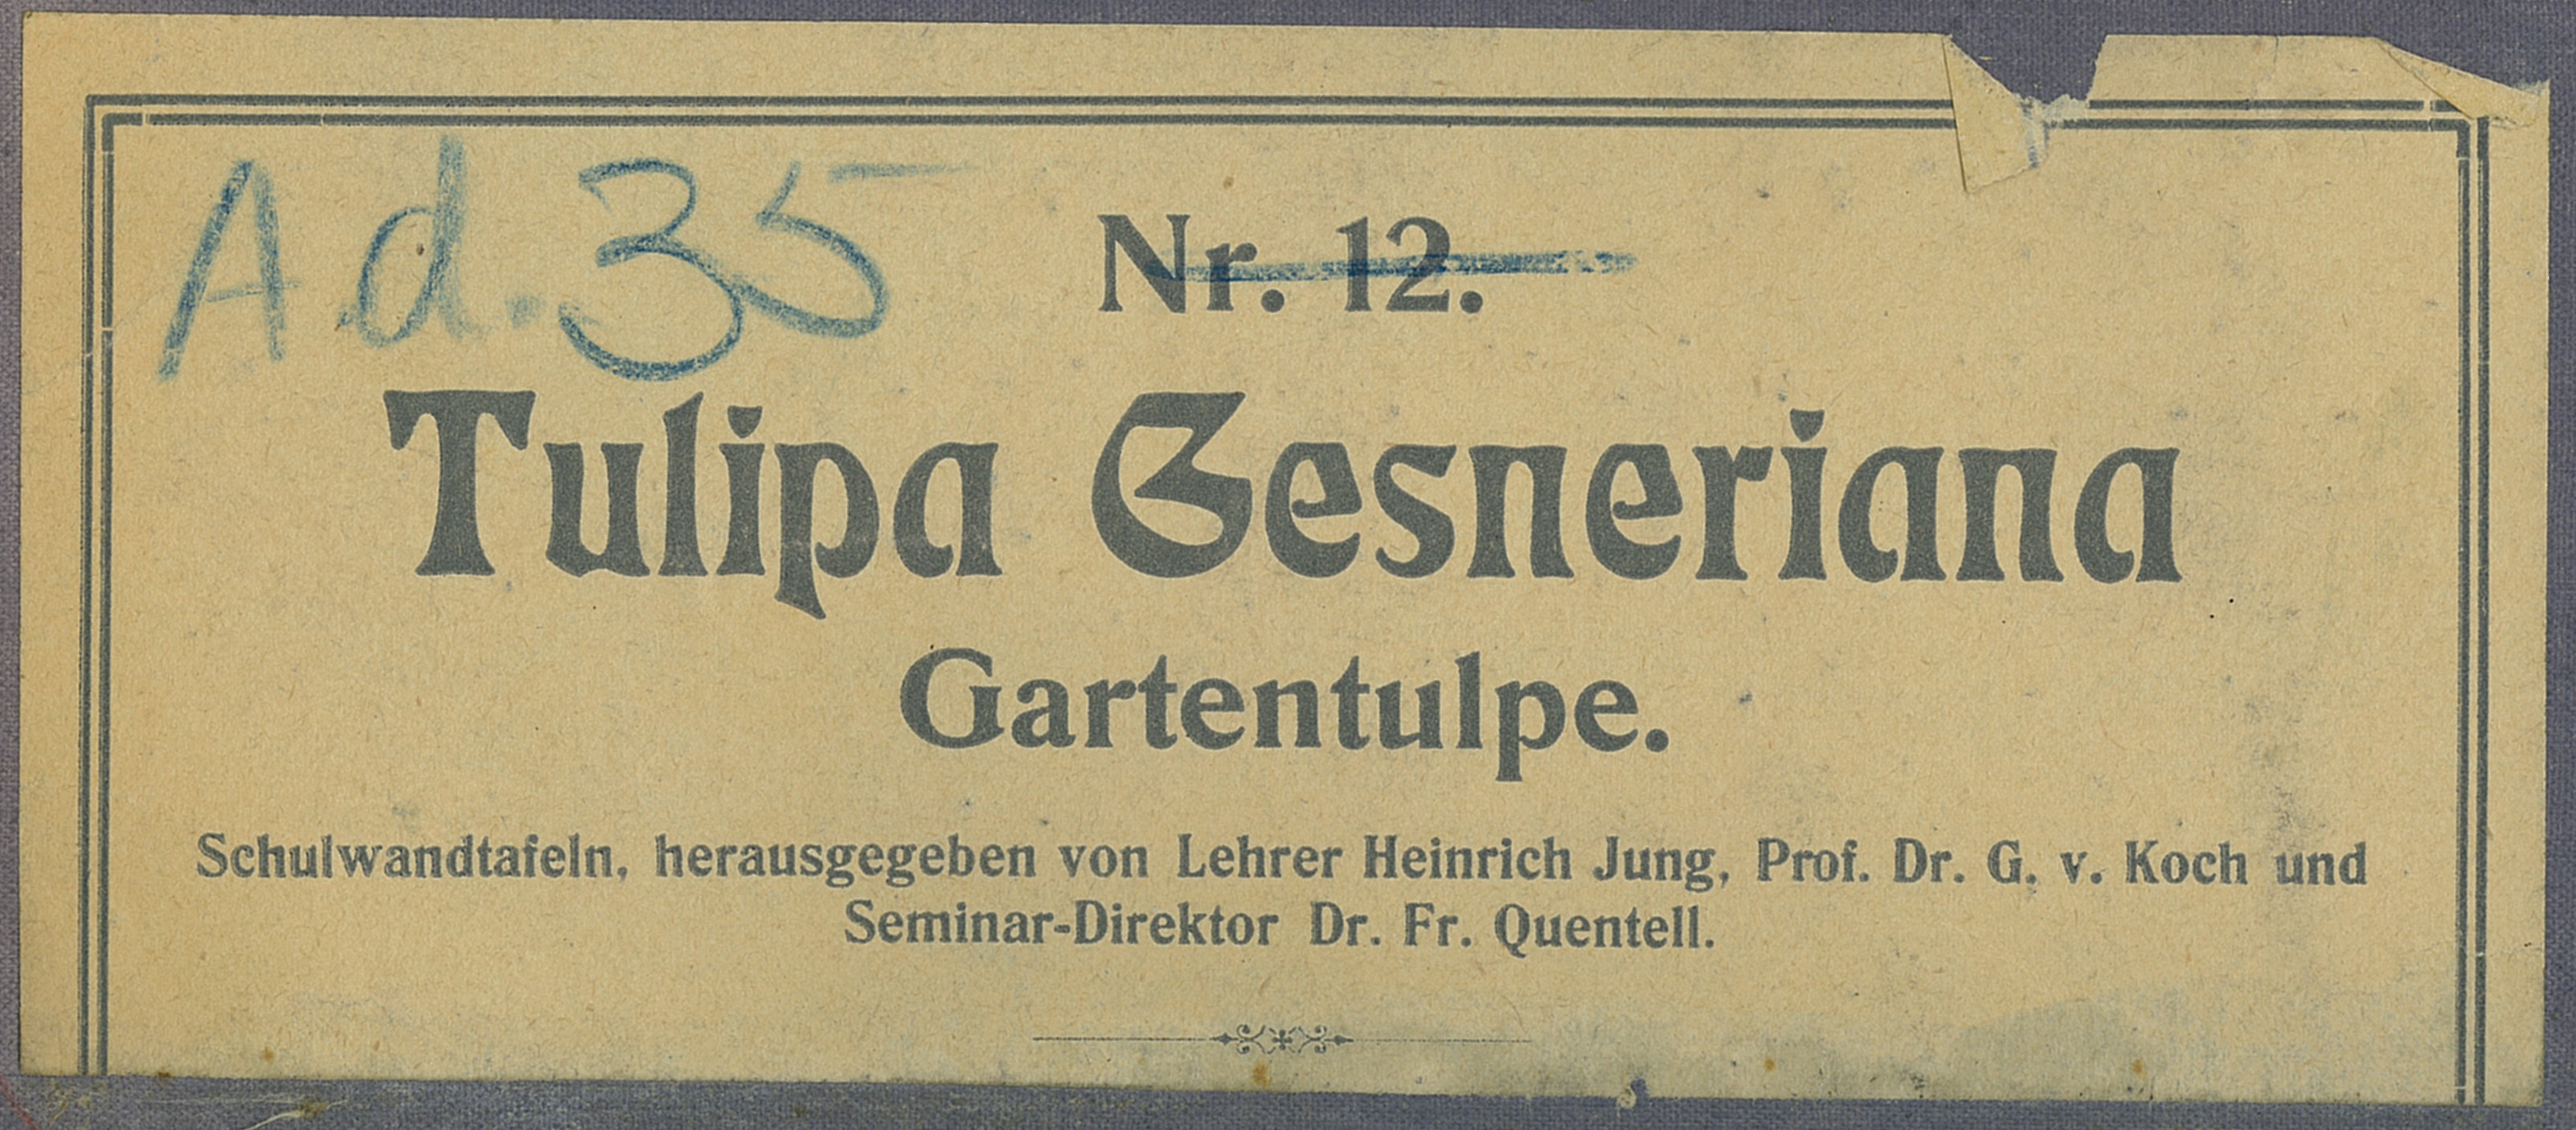 Ad. 35
Nr. 12.
Tulipa Gesneriana
Gartentulpe.
Schulwandtafeln, herausgegeben von Lehrer Heinrich Jung, Prof. Dr. G. v. Koch und
Seminar-Direktor Dr. Fr. Quentell.